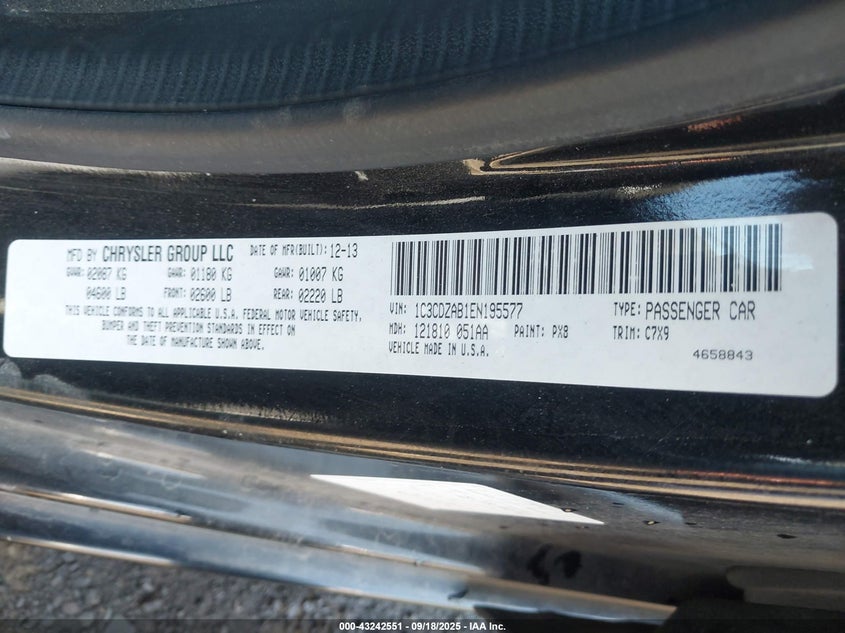 MFD BY CHRYSLER GROUP LLC DATE OF MFR(BUILT): 12-13
GVWR: 02087 KG GAWR: 01180 KG GAWR: 01007 KG
04600 LB FRONT: 02600 LB REAR: 02220 LB
THIS VEHICLE CONFORMS TO ALL APPLICABLE U.S.A. FEDERAL MOTOR VEHICLE SAFETY,
BUMPER AND THEFT PREVENTION STANDARDS IN EFFECT ON
THE DATE OF MANUFACTURE SHOWN ABOVE.
VIN: 1C3CDZAB1EN195577 TYPE: PASSENGER CAR
MDH: 121810 051AA PAINT: PX8 TRIM: C7X9
VEHICLE MADE IN U.S.A. 4658843
000-43242551 - 09/18/2025 - IAA Inc.